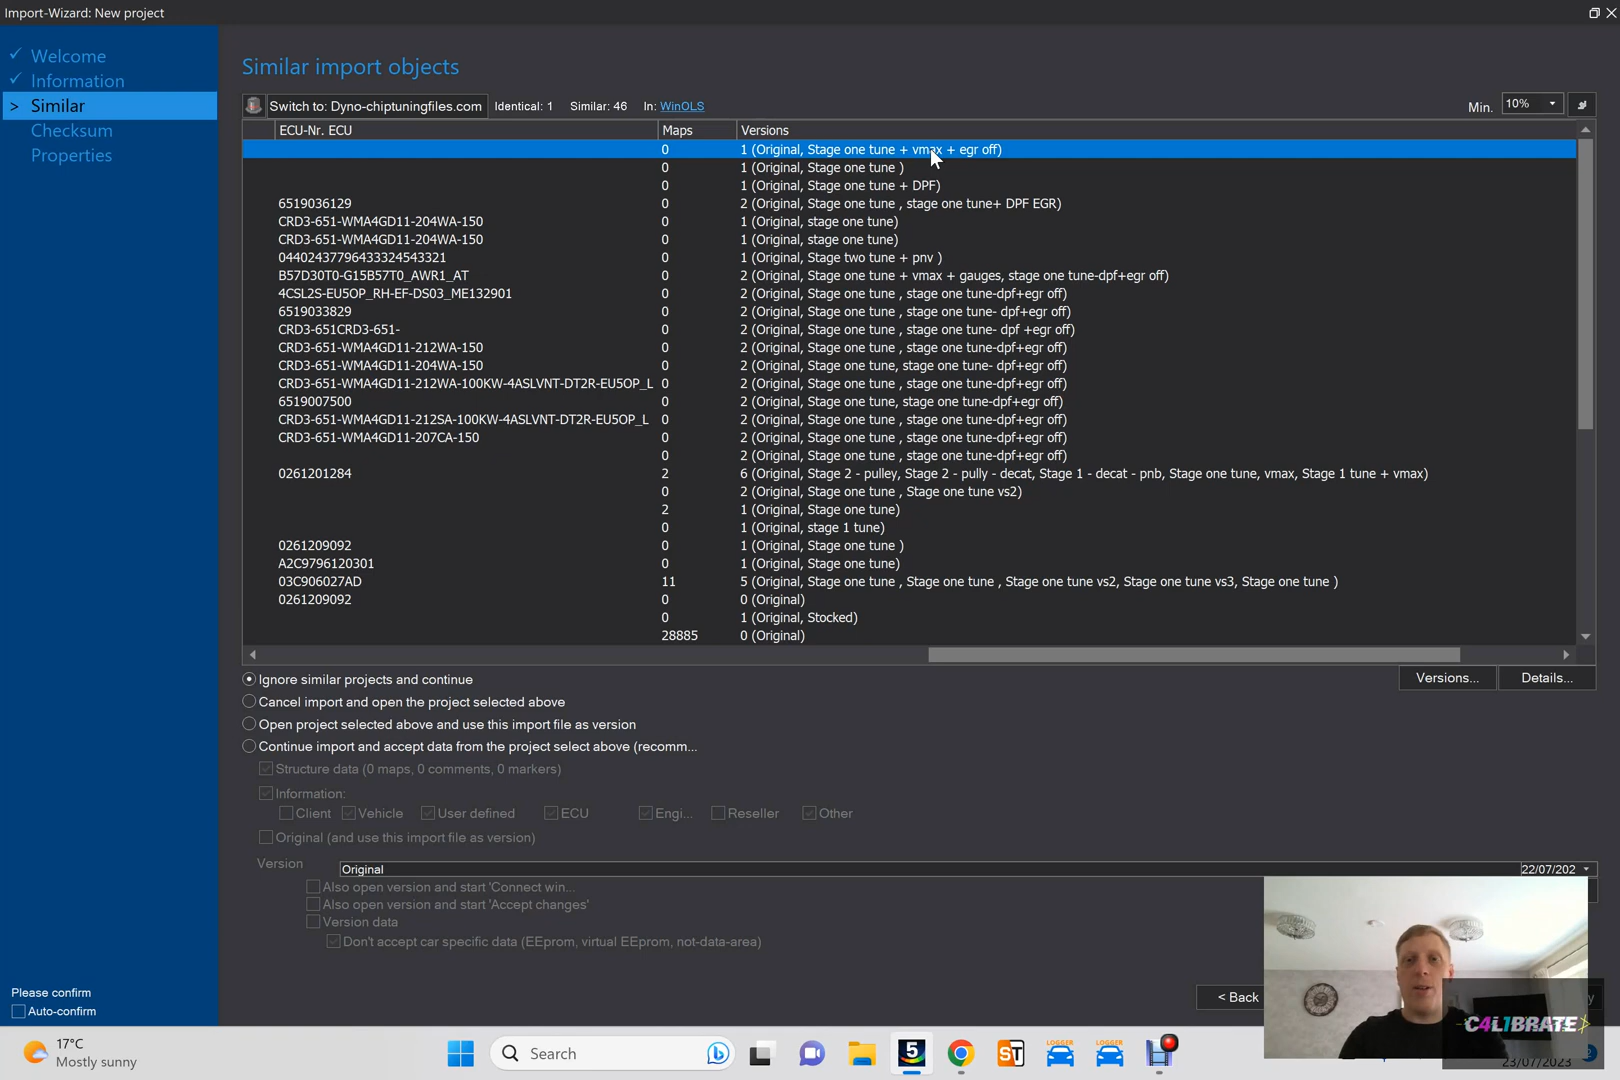 Import-Wizard: New project
Welcome
Information
> Similar
Checksum
Properties
Similar import objects
Switch to: Dyno-chiptuningfiles.com Identical: 1 Similar: 46 In: WinOLS Min. 10%
ECU-Nr. ECU Maps Versions
0 1 (Original, Stage one tune + vmax + egr off)
0 1 (Original, Stage one tune )
0 1 (Original, Stage one tune + DPF)
6519036129 0 2 (Original, Stage one tune , stage one tune+ DPF EGR)
CRD3-651-WMA4GD11-204WA-150 0 1 (Original, stage one tune)
CRD3-651-WMA4GD11-204WA-150 0 1 (Original, stage one tune)
04402437796433324543321 0 1 (Original, Stage two tune + pnv )
B57D30T0-G15B57T0_AWR1_AT 0 2 (Original, Stage one tune + vmax + gauges, stage one tune-dpf+egr off)
4CSL2S-EU5OP_RH-EF-DS03_ME132901 0 2 (Original, Stage one tune , stage one tune-dpf+egr off)
6519033829 0 2 (Original, Stage one tune , stage one tune- dpf+egr off)
CRD3-651CRD3-651- 0 2 (Original, Stage one tune , stage one tune- dpf +egr off)
CRD3-651-WMA4GD11-212WA-150 0 2 (Original, Stage one tune , stage one tune-dpf+egr off)
CRD3-651-WMA4GD11-204WA-150 0 2 (Original, Stage one tune, stage one tune- dpf+egr off)
CRD3-651-WMA4GD11-212WA-100KW-4ASLVNT-DT2R-EU5OP_L 0 2 (Original, Stage one tune , stage one tune-dpf+egr off)
6519007500 0 2 (Original, Stage one tune, stage one tune-dpf+egr off)
CRD3-651-WMA4GD11-212SA-100KW-4ASLVNT-DT2R-EU5OP_L 0 2 (Original, Stage one tune , stage one tune-dpf+egr off)
CRD3-651-WMA4GD11-207CA-150 0 2 (Original, Stage one tune , stage one tune-dpf+egr off)
0 2 (Original, Stage one tune , stage one tune-dpf+egr off)
0261201284 2 6 (Original, Stage 2 - pulley, Stage 2 - pully - decat, Stage 1 - decat - pnb, Stage one tune, vmax, Stage 1 tune + vmax)
0 2 (Original, Stage one tune , Stage one tune vs2)
2 1 (Original, Stage one tune)
0 1 (Original, stage 1 tune)
0261209092 0 1 (Original, Stage one tune )
A2C9796120301 0 1 (Original, Stage one tune)
03C906027AD 11 5 (Original, Stage one tune , Stage one tune , Stage one tune vs2, Stage one tune vs3, Stage one tune )
0261209092 0 0 (Original)
0 1 (Original, Stocked)
28885 0 (Original)
Ignore similar projects and continue Versions... Details...
Cancel import and open the project selected above
Open project selected above and use this import file as version
Continue import and accept data from the project select above (recomm...
Structure data (0 maps, 0 comments, 0 markers)
Information:
Client Vehicle User defined ECU Engi... Reseller Other
Original (and use this import file as version)
Version Original 22/07/202
Also open version and start 'Connect win...
Also open version and start 'Accept changes'
Version data
Don't accept car specific data (EEprom, virtual EEprom, not-data-area)
Please confirm
Auto-confirm
< Back
C4L1BRATE
17°C
Mostly sunny
Search
5
ST
LOGGER
LOGGER
23/07/2023